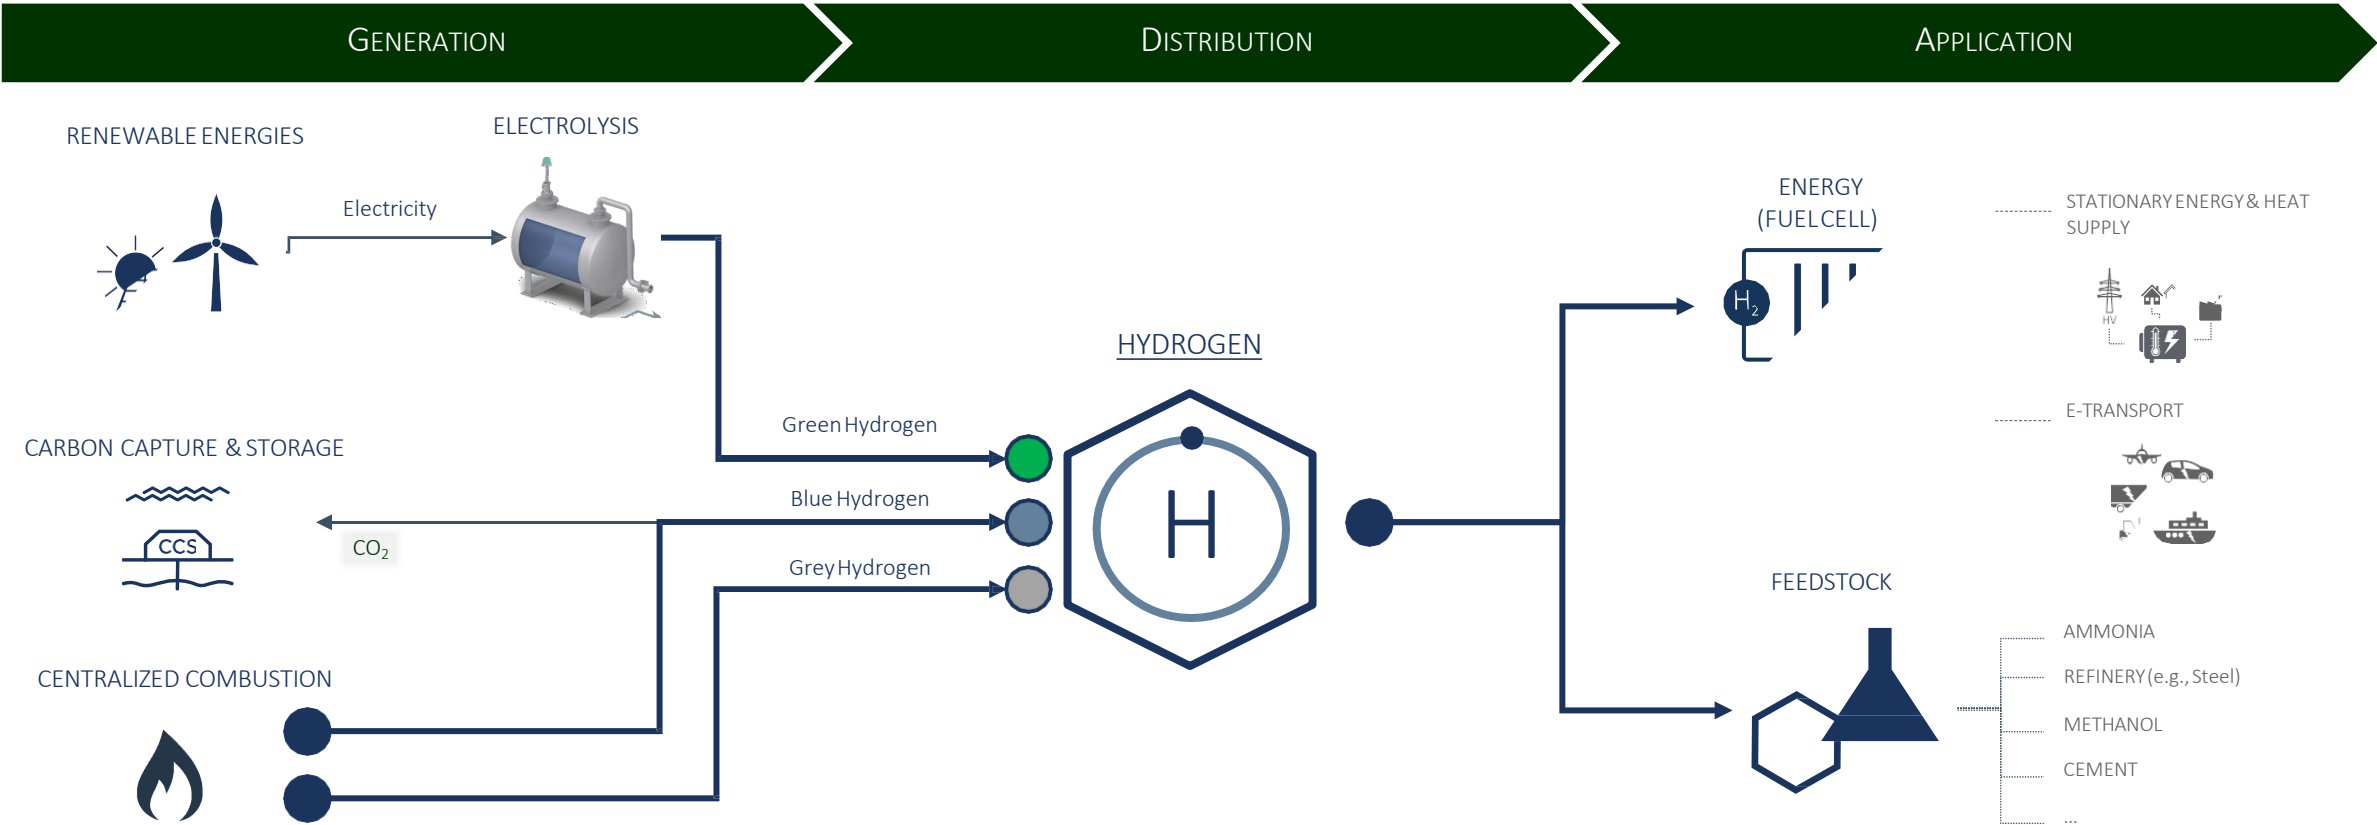 GENERATION
DISTRIBUTION
APPLICATION
RENEWABLE ENERGIES
ELECTROLYSIS
Electricity
ENERGY
(FUEL CELL)
H2
STATIONARY ENERGY & HEAT
SUPPLY
HV
HYDROGEN
H
Green Hydrogen
Blue Hydrogen
Grey Hydrogen
CARBON CAPTURE & STORAGE
CCS
CO2
CENTRALIZED COMBUSTION
E-TRANSPORT
FEEDSTOCK
AMMONIA
REFINERY (e.g., Steel)
METHANOL
CEMENT
...